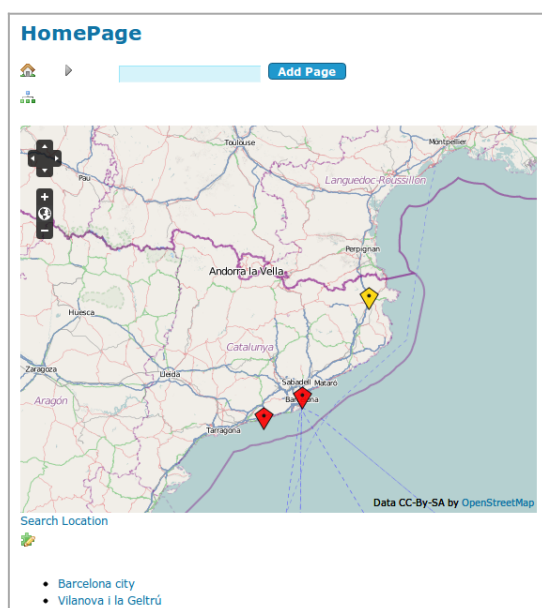 HomePage
Add Page
Toulouse
Montpellier
Pau
Languedoc-Roussillon
Perpignan
Andorra la Vella
Huesca
Catalunya
Zaragoza
Lleida
Sabadell Mataró
Aragón
Tarragona
Data CC-By-SA by OpenStreetMap
Search Location
Barcelona city
Vilanova i la Geltrú